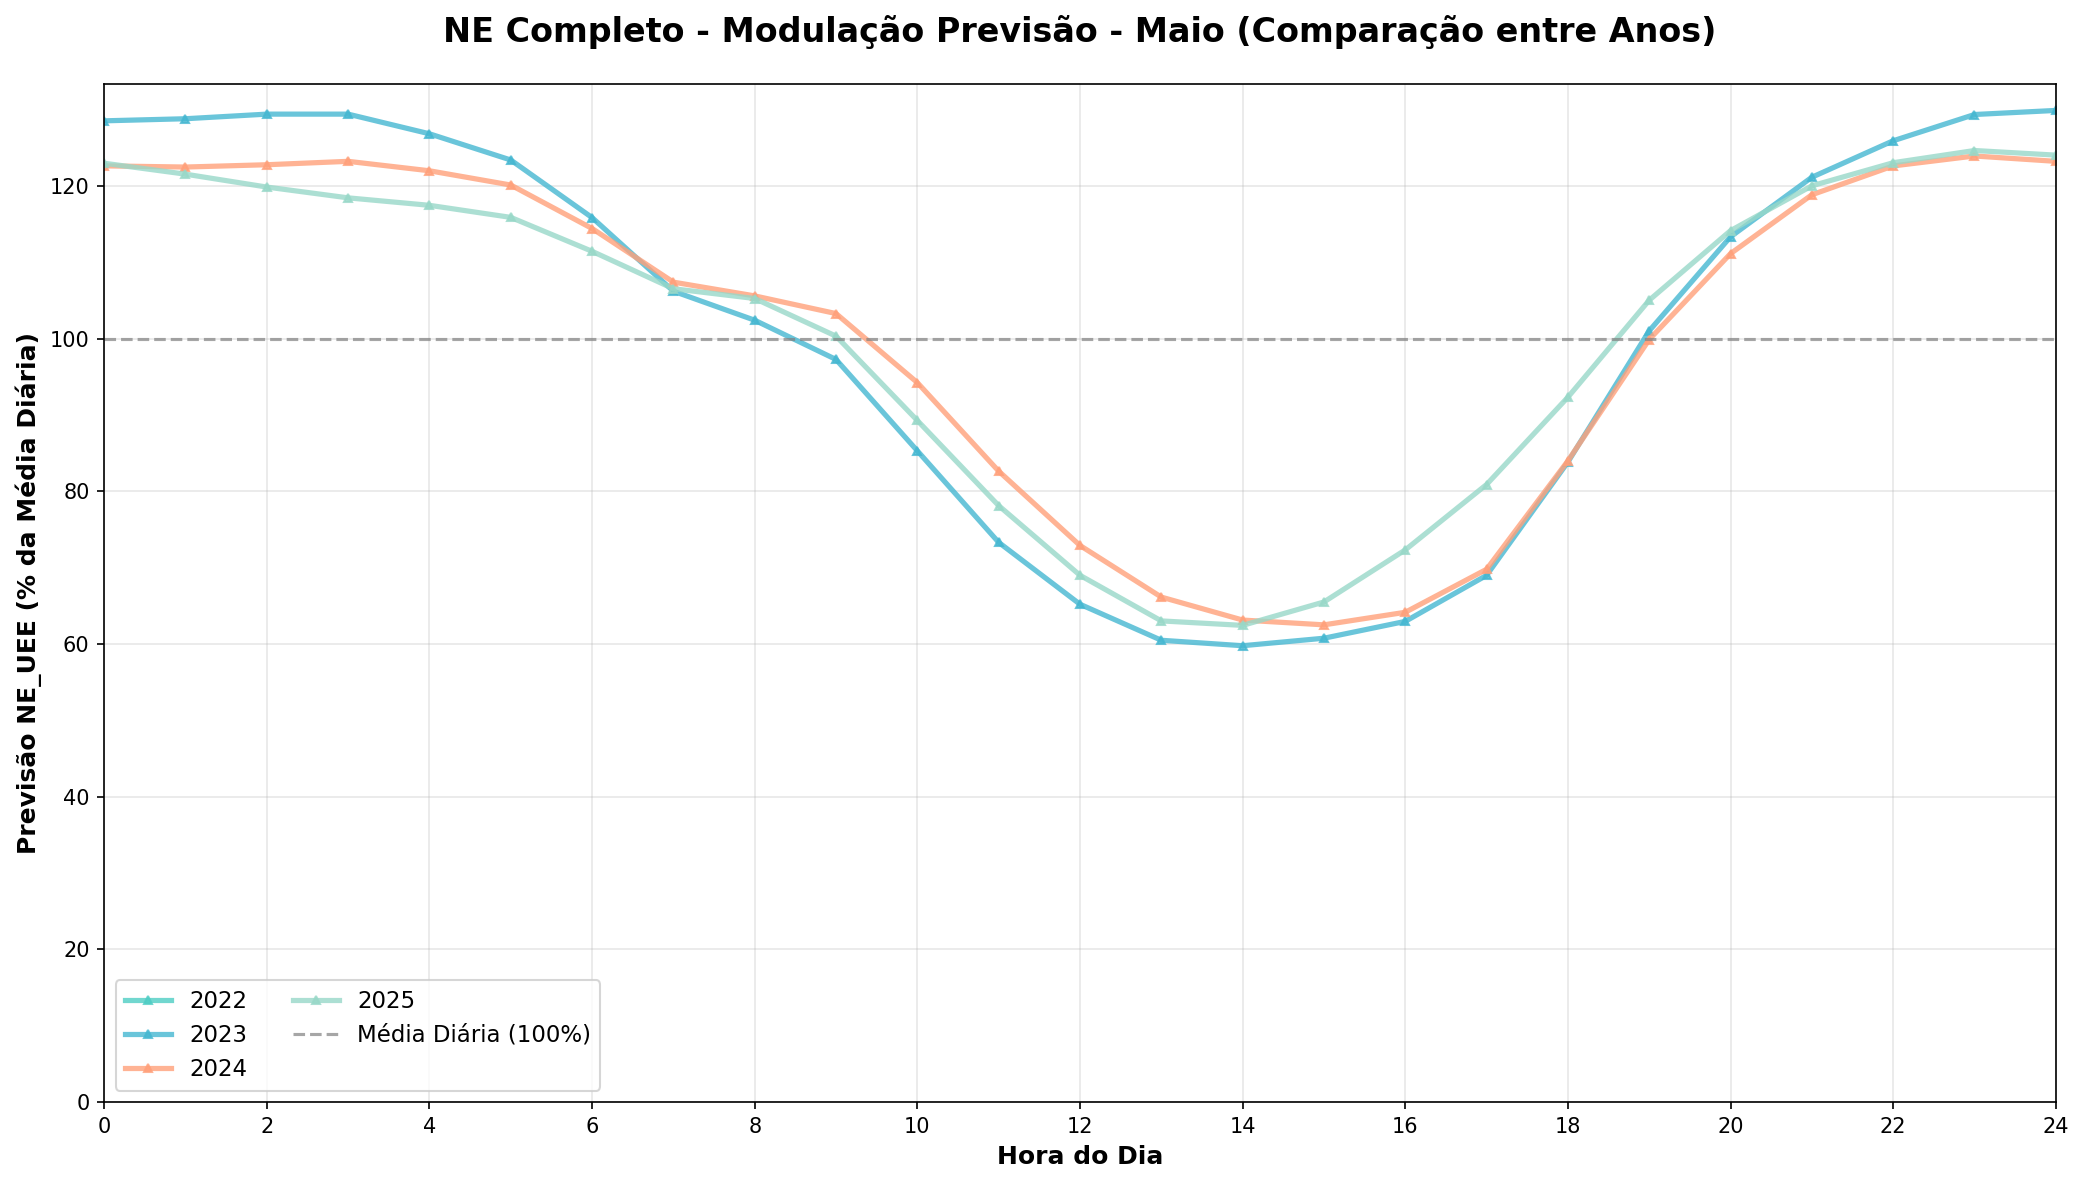 NE Completo - Modulação Previsão - Maio (Comparação entre Anos)
Previsão NE_UEE (% da Média Diária)
120
100
80
60
40
20
0
2022
2023
2024
2025
Média Diária (100%)
0 2 4 6 8 10 12 14 16 18 20 22 24
Hora do Dia